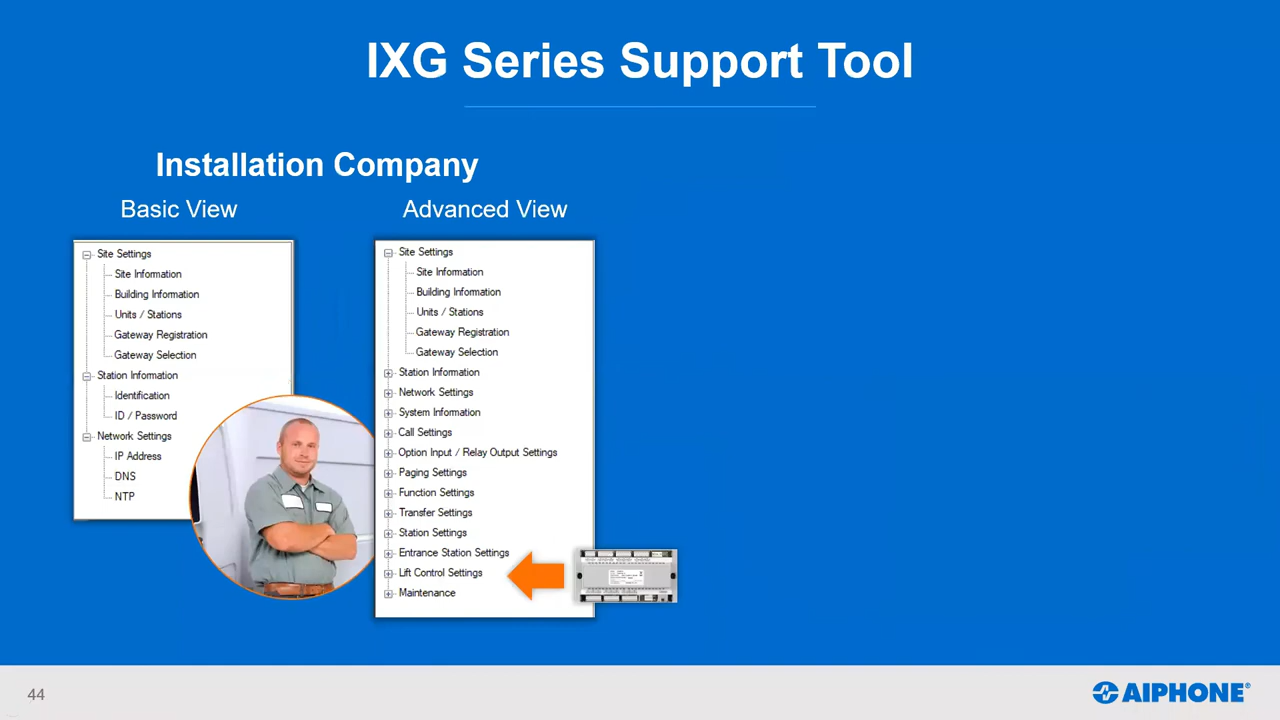 IXG Series Support Tool
Installation Company
Basic View
Advanced View
Site Settings
Site Information
Building Information
Units / Stations
Gateway Registration
Gateway Selection
Station Information
Identification
ID / Password
Network Settings
IP Address
DNS
NTP
Site Settings
Site Information
Building Information
Units / Stations
Gateway Registration
Gateway Selection
Station Information
Network Settings
System Information
Call Settings
Option Input / Relay Output Settings
Paging Settings
Function Settings
Transfer Settings
Station Settings
Entrance Station Settings
Lift Control Settings
Maintenance
44
AIPHONE®